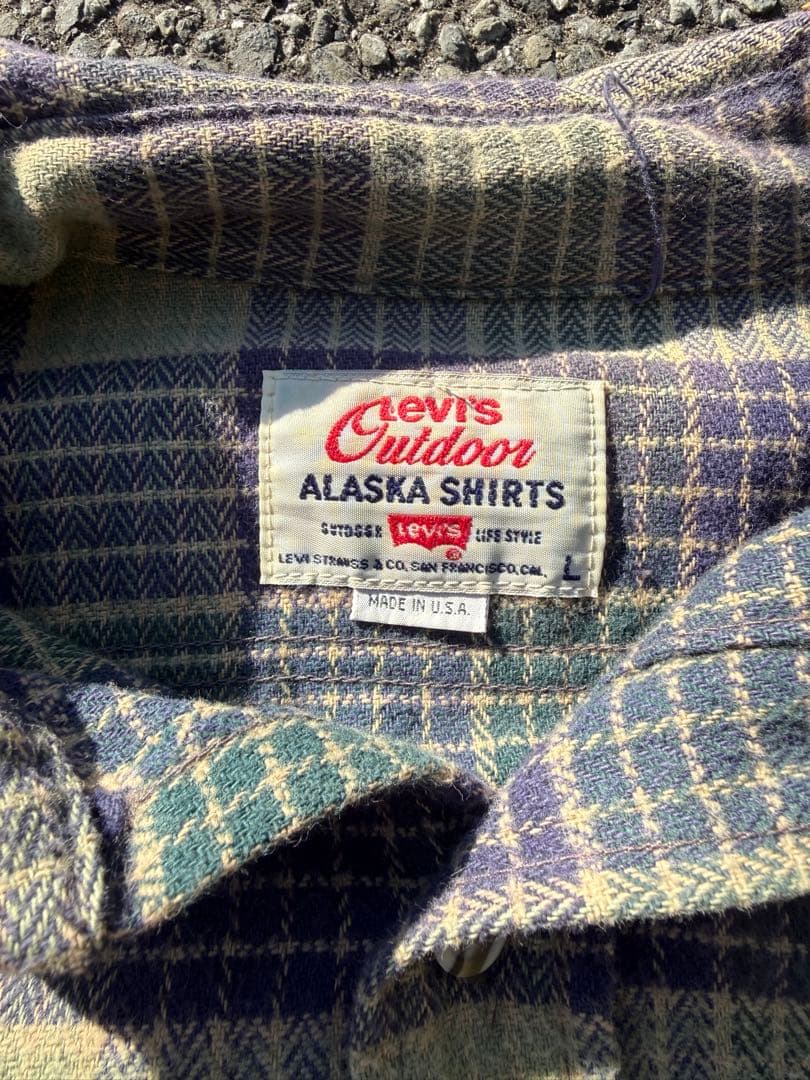 Levi's
Outdoor
ALASKA SHIRTS
OUTDOOR Levi's LIFE STYLE
®
LEVI STRAUSS & CO. SAN FRANCISCO, CAL. L
MADE IN U.S.A.